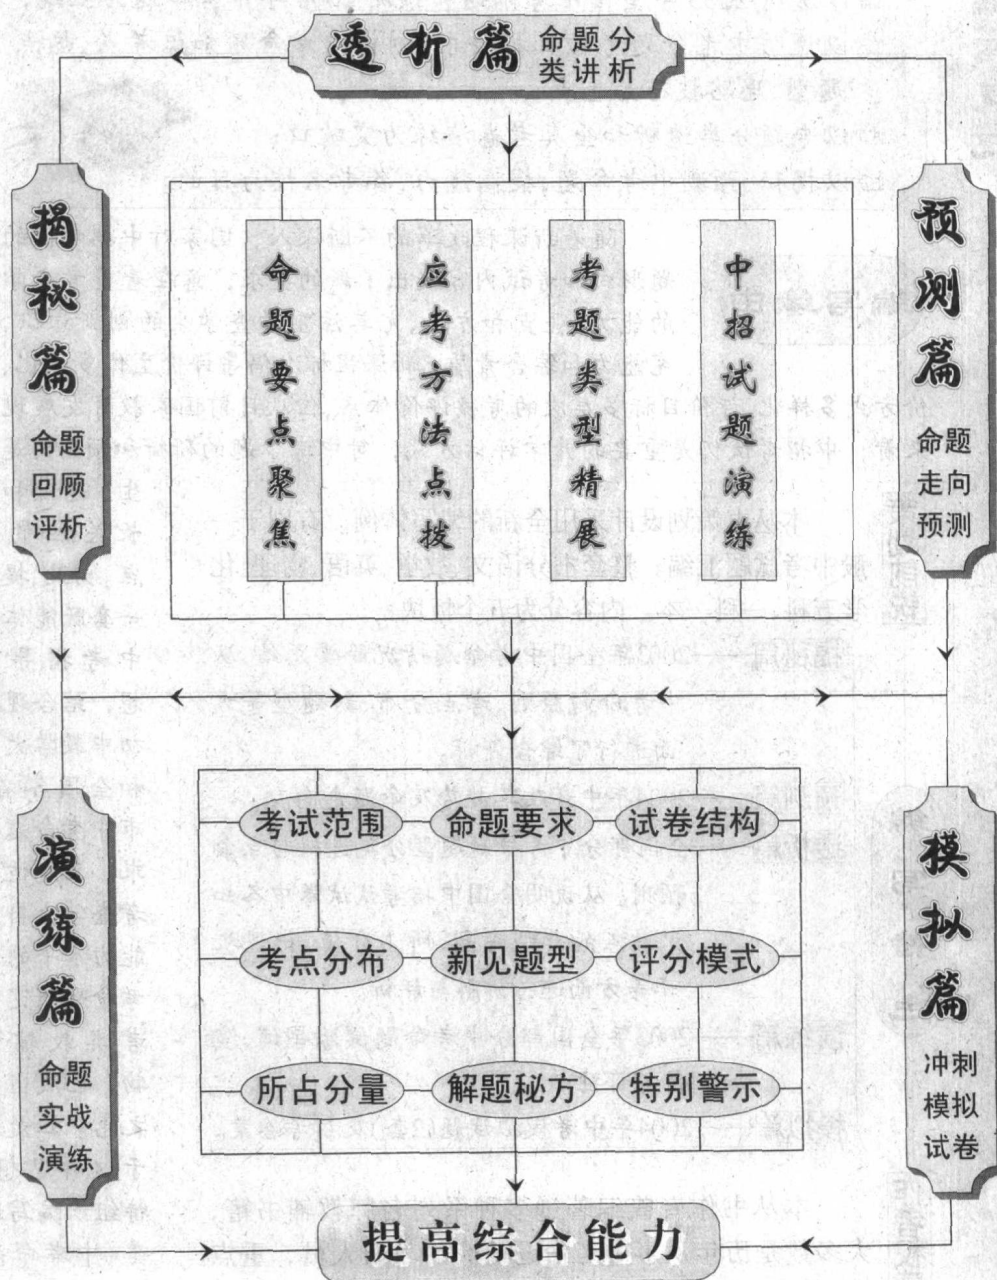 透析篇
命题分
类讲析
揭秘篇
命题
回顾
评析
命题要点聚焦
应考方法点拨
考题类型精展
中招试题演练
预测篇
命题
走向
预测
考试范围 命题要求 试卷结构
考点分布 新见题型 评分模式
所占分量 解题秘方 特别警示
演练篇
命题
实战
演练
模拟篇
冲刺
模拟
试卷
提高综合能力